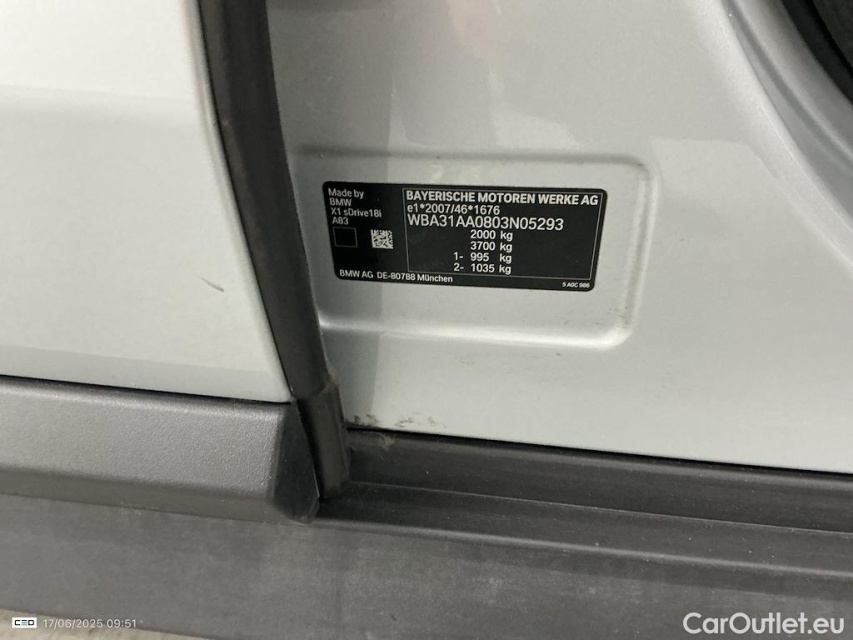 Made by
BMW
X1 sDrive18i
A83
BAYERISCHE MOTOREN WERKE AG
e1*2007/46*1676
WBA31AA0803N05293
2000 kg
3700 kg
1- 995 kg
2- 1035 kg
BMW AG DE-80788 München
5 AGC 986
CED 17/06/2025 09:51
CarOutlet.eu